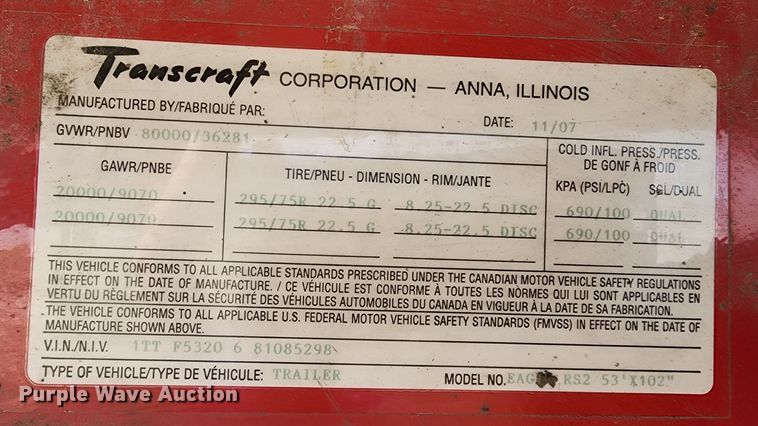 Transcraft CORPORATION — ANNA, ILLINOIS
MANUFACTURED BY/FABRIQUÉ PAR: DATE: 11/07
GVWR/PNBV 80000/36281
COLD INFL. PRESS./PRESS. DE GONF À FROID
GAWR/PNBE TIRE/PNEU - DIMENSION - RIM/JANTE KPA (PSI/LPC) SGL/DUAL
20000/9070 295/75R 22.5 G 8.25-22.5 DISC 690/100 DUAL
20000/9070 295/75R 22.5 G 8.25-22.5 DISC 690/100 DUAL
THIS VEHICLE CONFORMS TO ALL APPLICABLE STANDARDS PRESCRIBED UNDER THE CANADIAN MOTOR VEHICLE SAFETY REGULATIONS
IN EFFECT ON THE DATE OF MANUFACTURE. / CE VÉHICULE EST CONFORME À TOUTES LES NORMES QUI LUI SONT APPLICABLES EN
VERTU DU RÈGLEMENT SUR LA SÉCURITÉ DES VÉHICULES AUTOMOBILES DU CANADA EN VIGUEUR À LA DATE DE SA FABRICATION.
THE VEHICLE CONFORMS TO ALL APPLICABLE U.S. FEDERAL MOTOR VEHICLE SAFETY STANDARDS (FMVSS) IN EFFECT ON THE DATE OF
MANUFACTURE SHOWN ABOVE.
V.I.N./N.I.V. 1TT F5320 6 81085298
TYPE OF VEHICLE/TYPE DE VÉHICULE: TRAILER MODEL NO. RS2 53'X102"
Purple Wave Auction